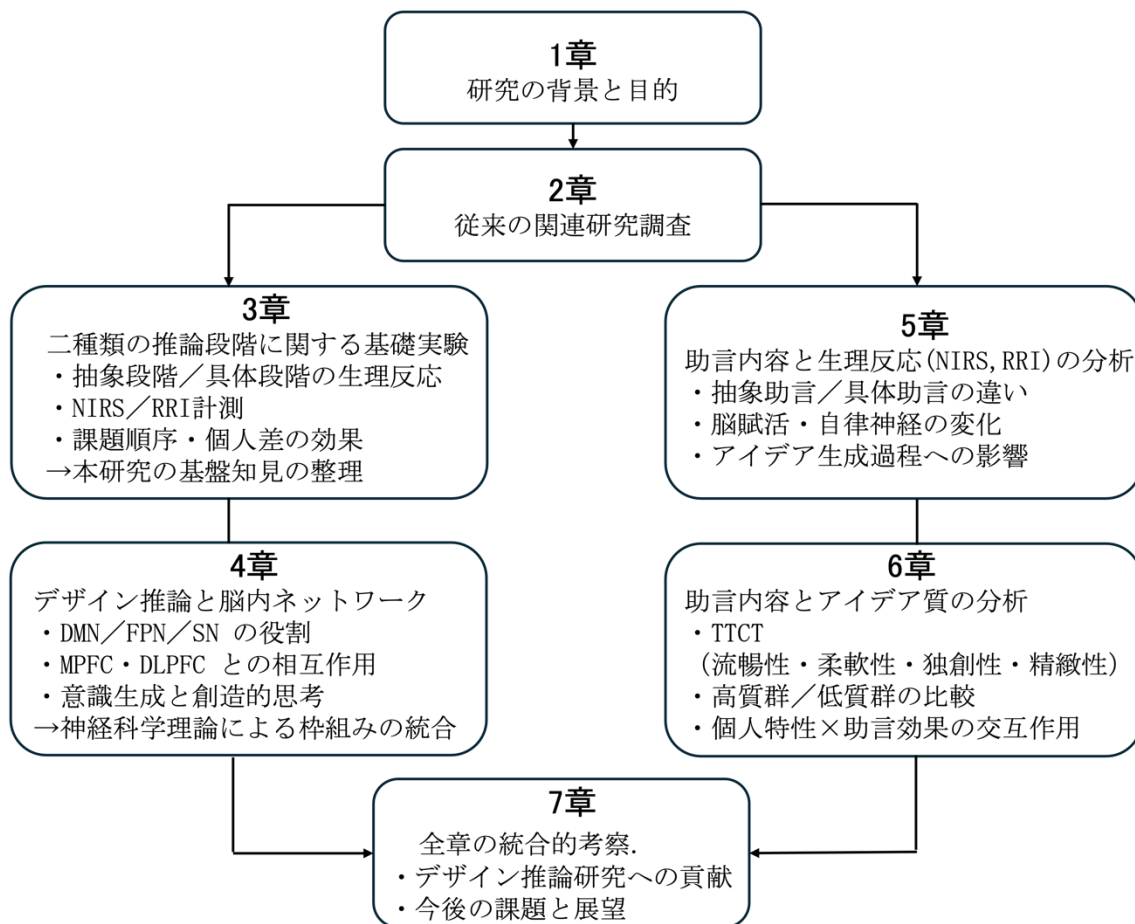 1章
研究の背景と目的
2章
従来の関連研究調査
3章
二種類の推論段階に関する基礎実験
・抽象段階／具体段階の生理反応
・NIRS／RRI計測
・課題順序・個人差の効果
→本研究の基盤知見の整理
4章
デザイン推論と脳内ネットワーク
・DMN／FPN／SN の役割
・MPFC・DLPFC との相互作用
・意識生成と創造的思考
→神経科学理論による枠組みの統合
5章
助言内容と生理反応(NIRS,RRI)の分析
・抽象助言／具体助言の違い
・脳賦活・自律神経の変化
・アイデア生成過程への影響
6章
助言内容とアイデア質の分析
・TTCT
(流暢性・柔軟性・独創性・精緻性)
・高質群／低質群の比較
・個人特性×助言効果の交互作用
7章
全章の統合的考察.
・デザイン推論研究への貢献
・今後の課題と展望